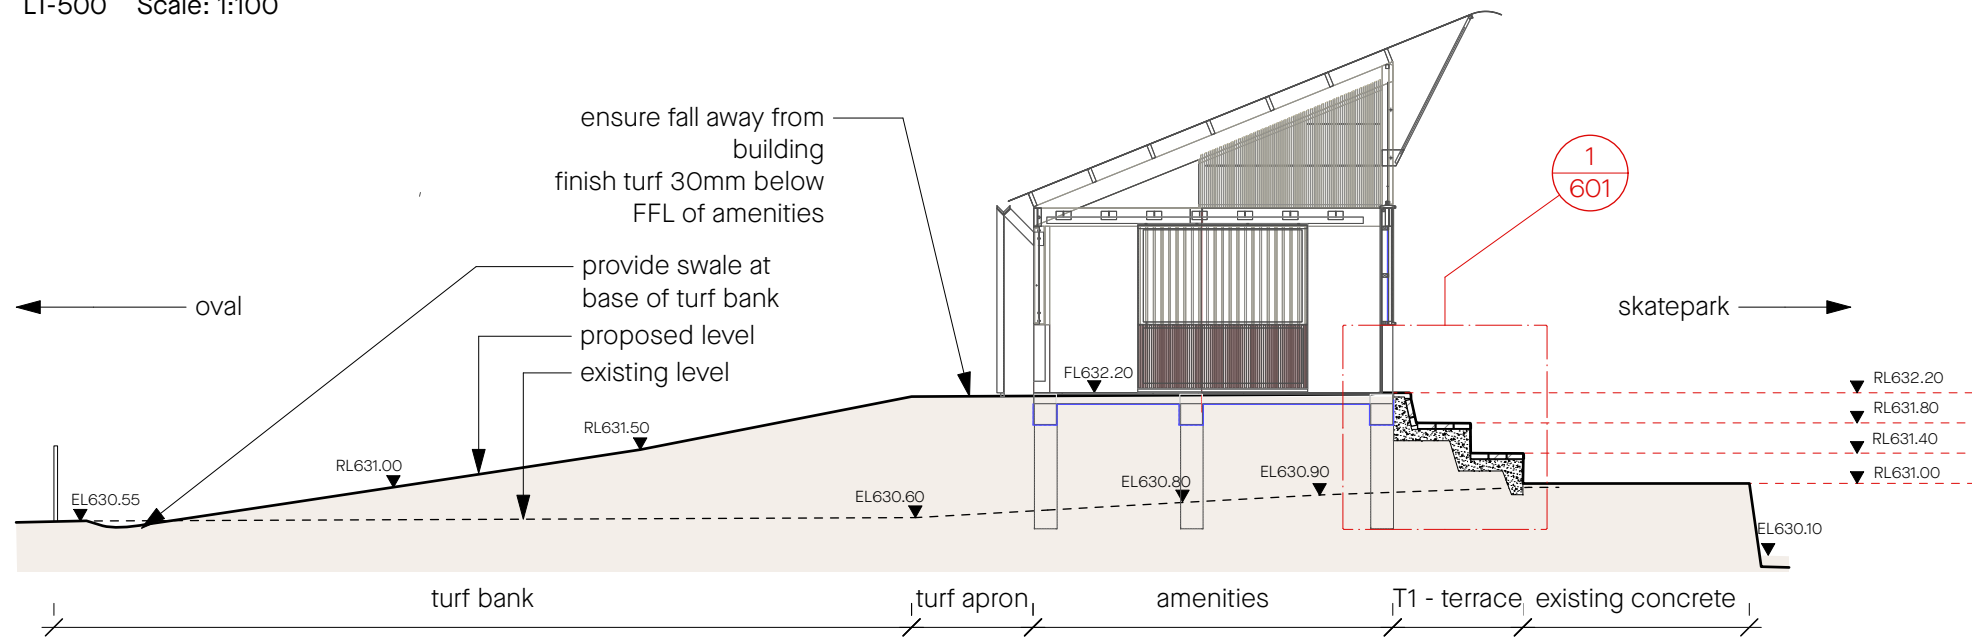 LT-500 Scale: 1:100
ensure fall away from
building
finish turf 30mm below
FFL of amenities
1
601
provide swale at
base of turf bank
oval
skatepark
proposed level
existing level
FL632.20
RL632.20
RL631.80
RL631.50
RL631.40
RL631.00
EL630.90
RL631.00
EL630.80
EL630.55
EL630.60
EL630.10
turf bank
turf apron
amenities
T1 - terrace
existing concrete